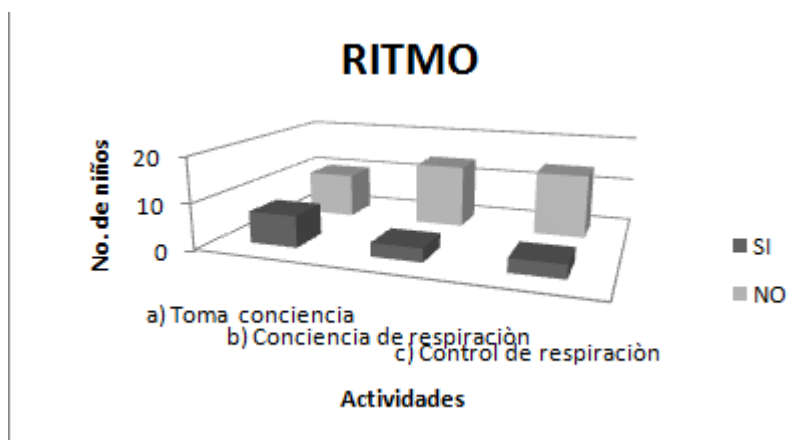 RITMO
No. de niños
20
10
0
a) Toma conciencia
b) Conciencia de respiraciòn
c) Control de respiraciòn
Actividades
SI
NO